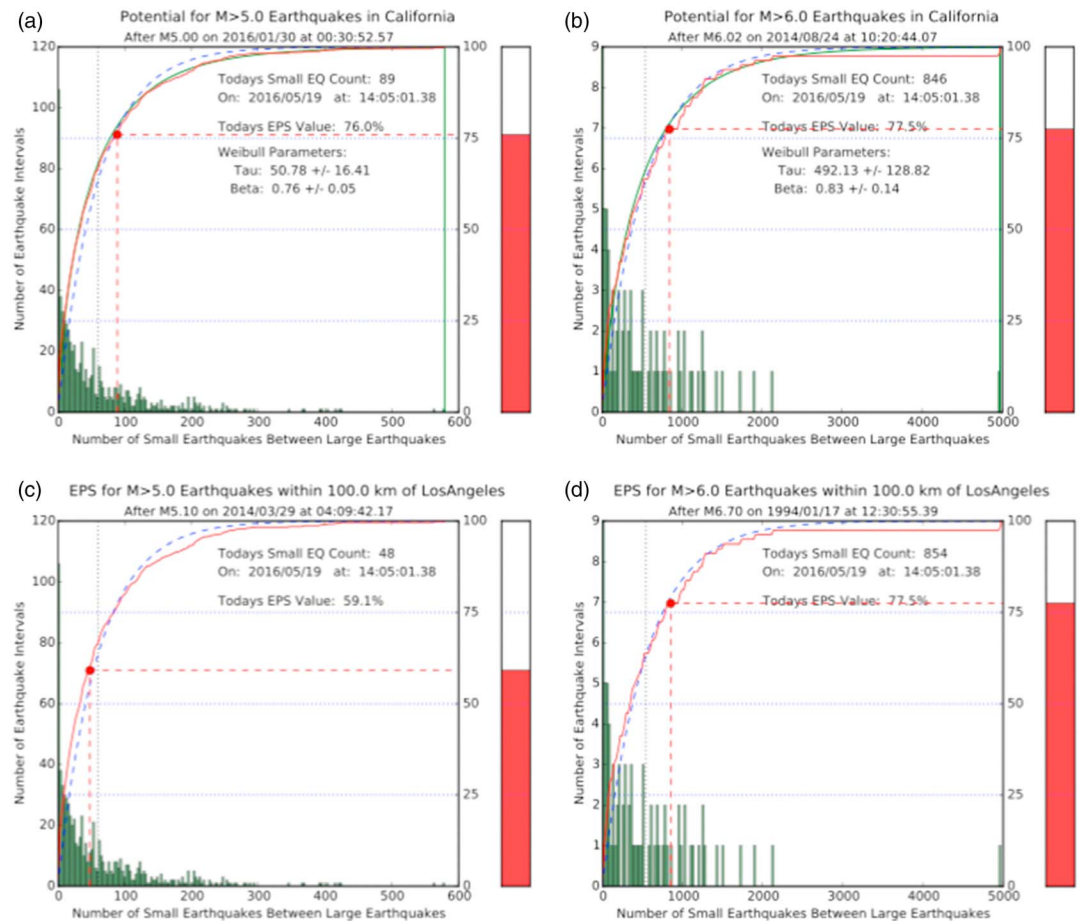 (a)
Potential for M>5.0 Earthquakes in California
After M5.00 on 2016/01/30 at 00:30:52.57
120
100
80
60
40
20
0
Number of Earthquake Intervals
Todays Small EQ Count: 89
On: 2016/05/19 at: 14:05:01.38
Todays EPS Value: 76.0%
Weibull Parameters:
Tau: 50.78 +/- 16.41
Beta: 0.76 +/- 0.05
100
75
50
25
0
0 100 200 300 400 500 600
Number of Small Earthquakes Between Large Earthquakes
(b)
Potential for M>6.0 Earthquakes in California
After M6.02 on 2014/08/24 at 10:20:44.07
9
8
7
6
5
4
3
2
1
0
Number of Earthquake Intervals
Todays Small EQ Count: 846
On: 2016/05/19 at: 14:05:01.38
Todays EPS Value: 77.5%
Weibull Parameters:
Tau: 492.13 +/- 128.82
Beta: 0.83 +/- 0.14
100
75
50
25
0
0 1000 2000 3000 4000 5000
Number of Small Earthquakes Between Large Earthquakes
(c)
EPS for M>5.0 Earthquakes within 100.0 km of LosAngeles
After M5.10 on 2014/03/29 at 04:09:42.17
120
100
80
60
40
20
0
Number of Earthquake Intervals
Todays Small EQ Count: 48
On: 2016/05/19 at: 14:05:01.38
Todays EPS Value: 59.1%
100
75
50
25
0
0 100 200 300 400 500 600
Number of Small Earthquakes Between Large Earthquakes
(d)
EPS for M>6.0 Earthquakes within 100.0 km of LosAngeles
After M6.70 on 1994/01/17 at 12:30:55.39
9
8
7
6
5
4
3
2
1
0
Number of Earthquake Intervals
Todays Small EQ Count: 854
On: 2016/05/19 at: 14:05:01.38
Todays EPS Value: 77.5%
100
75
50
25
0
0 1000 2000 3000 4000 5000
Number of Small Earthquakes Between Large Earthquakes